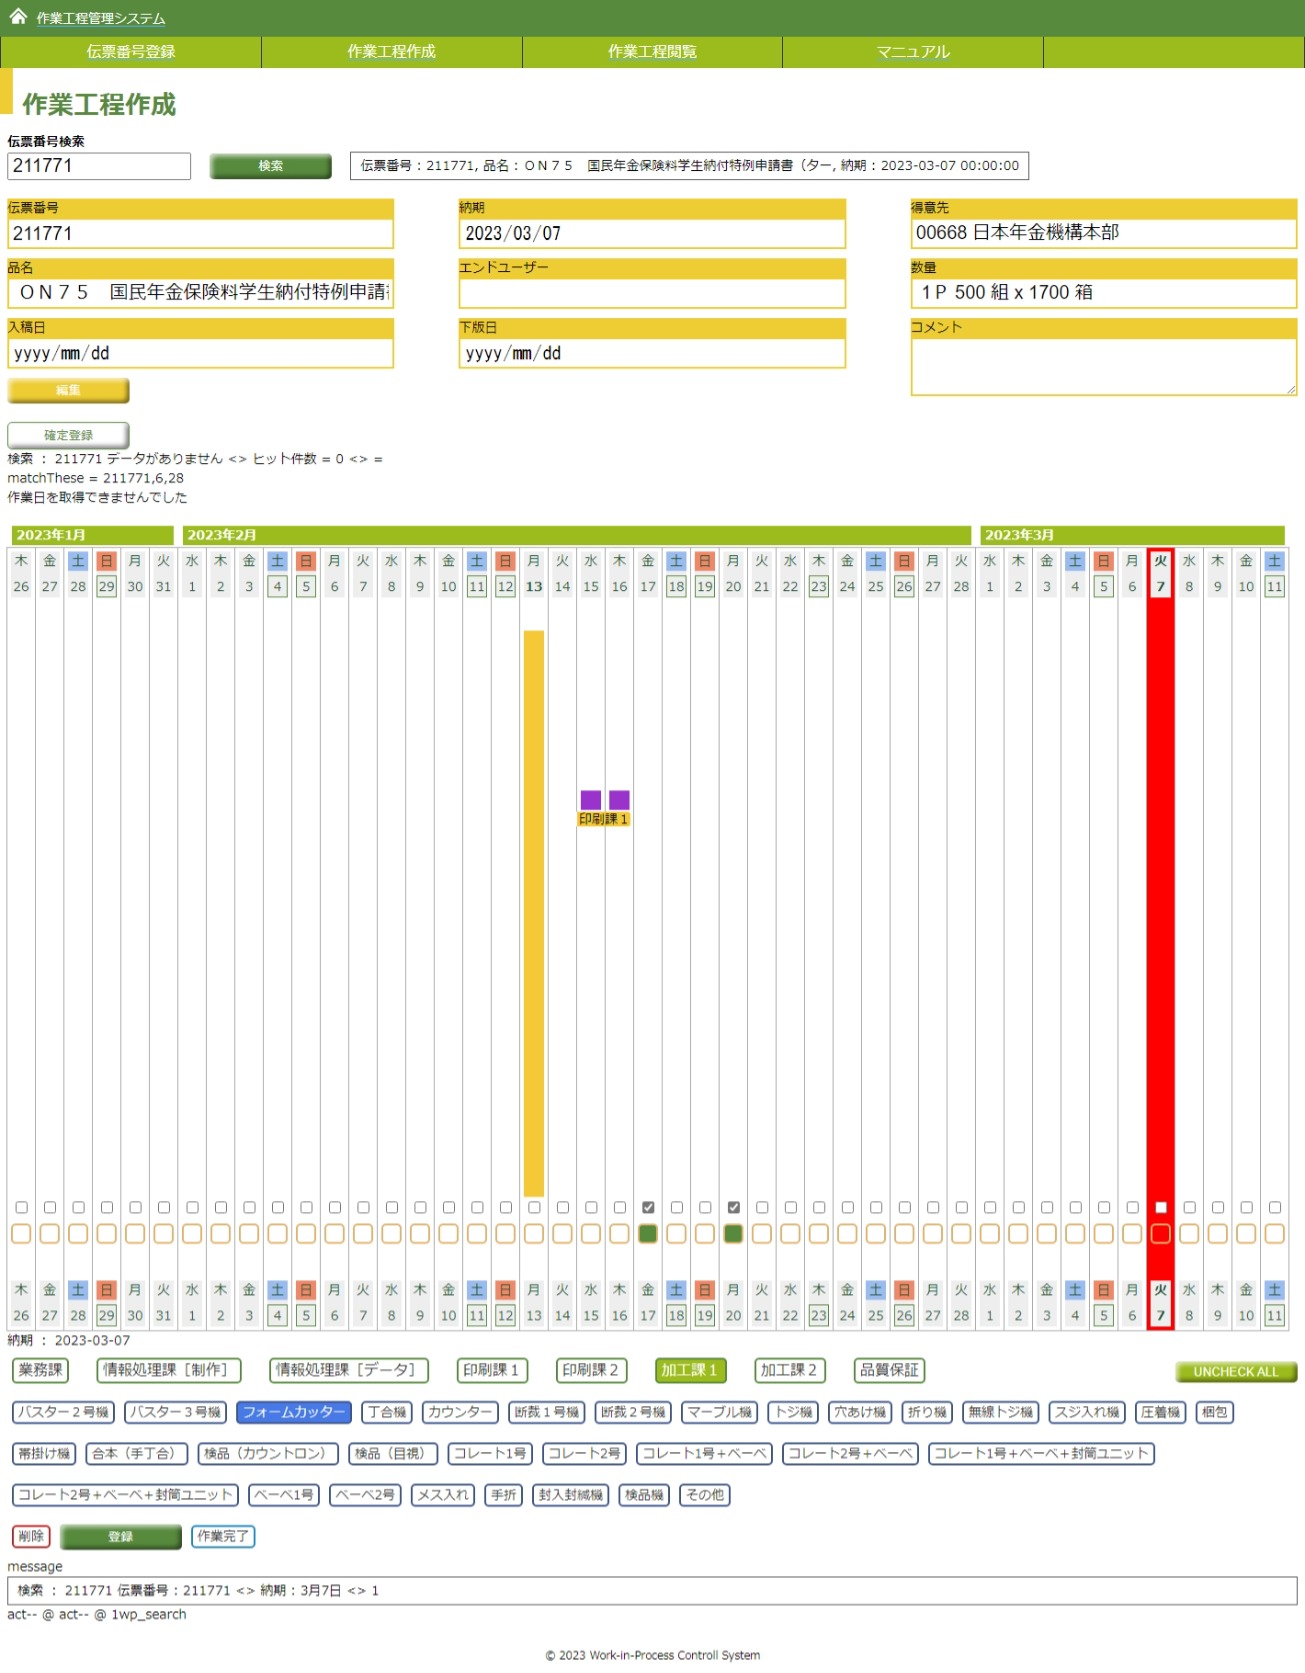 作業工程管理システム
伝票番号登録 作業工程作成 作業工程閲覧 マニュアル
作業工程作成
伝票番号検索
211771 検索 伝票番号：211771, 品名：ＯＮ７５　国民年金保険料学生納付特例申請書（ター, 納期：2023-03-07 00:00:00
伝票番号 納期 得意先
211771 2023/03/07 00668 日本年金機構本部
品名 エンドユーザー 数量
ＯＮ７５　国民年金保険料学生納付特例申請 １Ｐ 500 組 x 1700 箱
入稿日 下版日 コメント
yyyy/mm/dd yyyy/mm/dd
編集
確定登録
検索 ： 211771 データがありません <> ヒット件数 = 0 <> =
matchThese = 211771,6,28
作業日を取得できませんでした
2023年1月 2023年2月 2023年3月
木 金 土 日 月 火 水 木 金 土 日 月 火 水 木 金 土 日 月 火 水 木 金 土 日 月 火 水 木 金 土 日 月 火 水 木 金 土 日 月 火 水 木 金 土
26 27 28 29 30 31 1 2 3 4 5 6 7 8 9 10 11 12 13 14 15 16 17 18 19 20 21 22 23 24 25 26 27 28 1 2 3 4 5 6 7 8 9 10 11
印刷課１
木 金 土 日 月 火 水 木 金 土 日 月 火 水 木 金 土 日 月 火 水 木 金 土 日 月 火 水 木 金 土 日 月 火 水 木 金 土 日 月 火 水 木 金 土
26 27 28 29 30 31 1 2 3 4 5 6 7 8 9 10 11 12 13 14 15 16 17 18 19 20 21 22 23 24 25 26 27 28 1 2 3 4 5 6 7 8 9 10 11
納期 ： 2023-03-07
業務課 情報処理課［制作］ 情報処理課［データ］ 印刷課１ 印刷課２ 加工課１ 加工課２ 品質保証 UNCHECK ALL
バスター２号機 バスター３号機 フォームカッター 丁合機 カウンター 断裁１号機 断裁２号機 マーブル機 トジ機 穴あけ機 折り機 無線トジ機 スジ入れ機 圧着機 梱包
帯掛け機 合本（手丁合） 検品（カウントロン） 検品（目視） コレート1号 コレート2号 コレート1号＋ベーベ コレート2号＋ベーベ コレート1号＋ベーベ＋封筒ユニット
コレート2号＋ベーベ＋封筒ユニット ベーベ1号 ベーベ2号 メス入れ 手折 封入封緘機 検品機 その他
削除 登録 作業完了
message
検索 ： 211771 伝票番号：211771 <> 納期：3月7日 <> 1
act-- @ act-- @ 1wp_search
© 2023 Work-in-Process Controll System